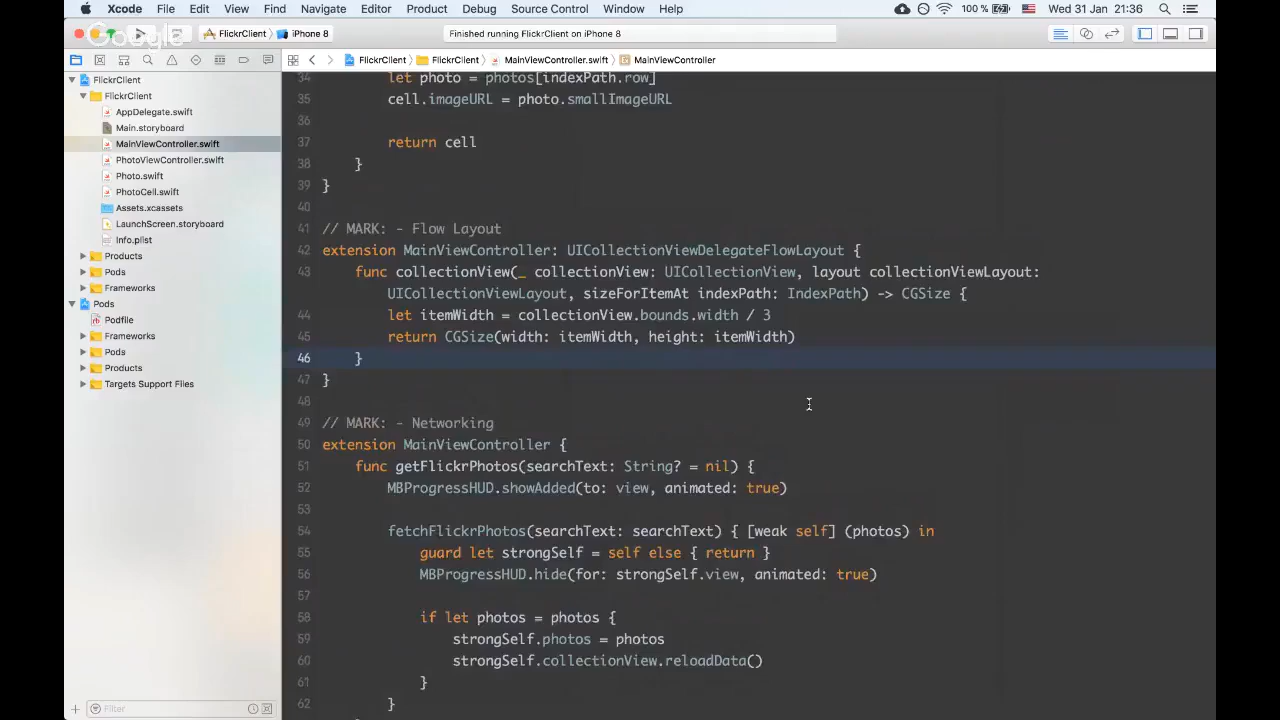 Xcode File Edit View Find Navigate Editor Product Debug Source Control Window Help 100 % Wed 31 Jan 21:36
Google
FlickrClient iPhone 8 Finished running FlickrClient on iPhone 8
FlickrClient FlickrClient MainViewController.swift MainViewController
FlickrClient
FlickrClient
AppDelegate.swift
Main.storyboard
MainViewController.swift
PhotoViewController.swift
Photo.swift
PhotoCell.swift
Assets.xcassets
LaunchScreen.storyboard
Info.plist
Products
Pods
Frameworks
Pods
Podfile
Frameworks
Pods
Products
Targets Support Files
Filter
34 let photo = photos[indexPath.row]
35 cell.imageURL = photo.smallImageURL
36
37 return cell
38 }
39 }
40
41 // MARK: - Flow Layout
42 extension MainViewController: UICollectionViewDelegateFlowLayout {
43 func collectionView(_ collectionView: UICollectionView, layout collectionViewLayout:
UICollectionViewLayout, sizeForItemAt indexPath: IndexPath) -> CGSize {
44 let itemWidth = collectionView.bounds.width / 3
45 return CGSize(width: itemWidth, height: itemWidth)
46 }
47 }
48
49 // MARK: - Networking
50 extension MainViewController {
51 func getFlickrPhotos(searchText: String? = nil) {
52 MBProgressHUD.showAdded(to: view, animated: true)
53
54 fetchFlickrPhotos(searchText: searchText) { [weak self] (photos) in
55 guard let strongSelf = self else { return }
56 MBProgressHUD.hide(for: strongSelf.view, animated: true)
57
58 if let photos = photos {
59 strongSelf.photos = photos
60 strongSelf.collectionView.reloadData()
61 }
62 }